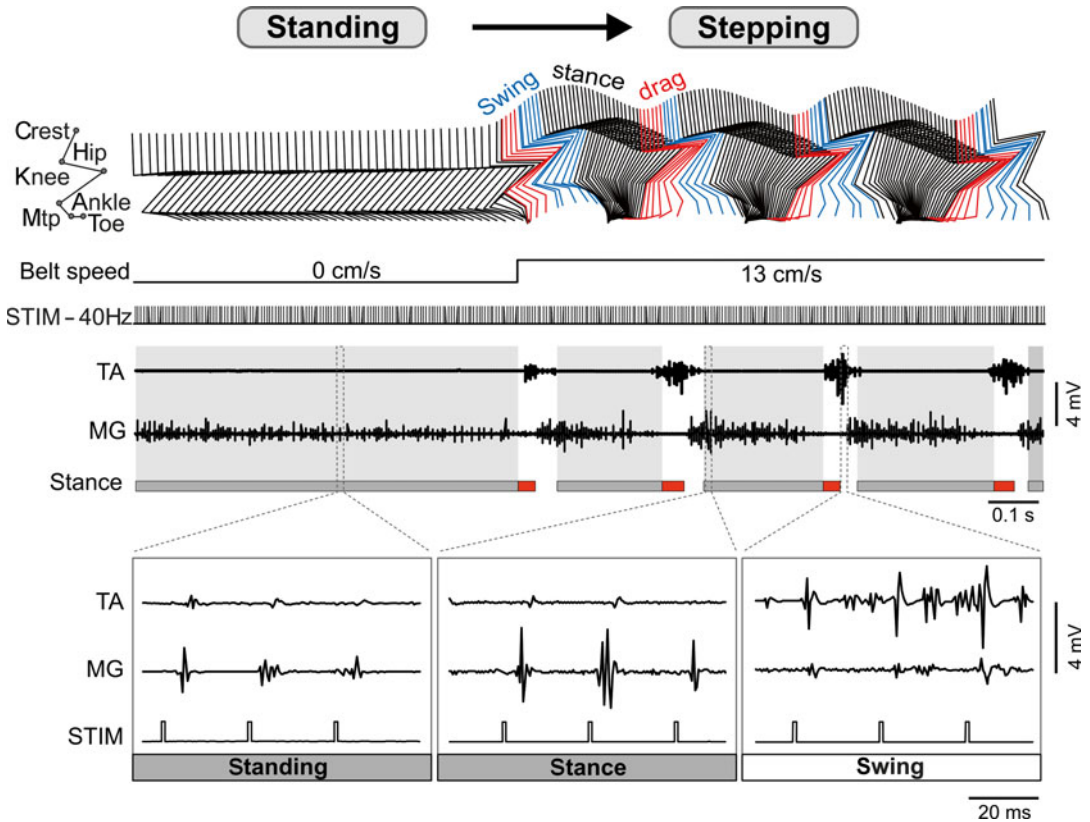 Standing Stepping
Swing stance drag
Crest
Hip
Knee
Ankle
Mtp Toe
Belt speed 0 cm/s 13 cm/s
STIM – 40Hz
TA
MG
4 mV
Stance
0.1 s
TA
MG
4 mV
STIM
Standing Stance Swing
20 ms